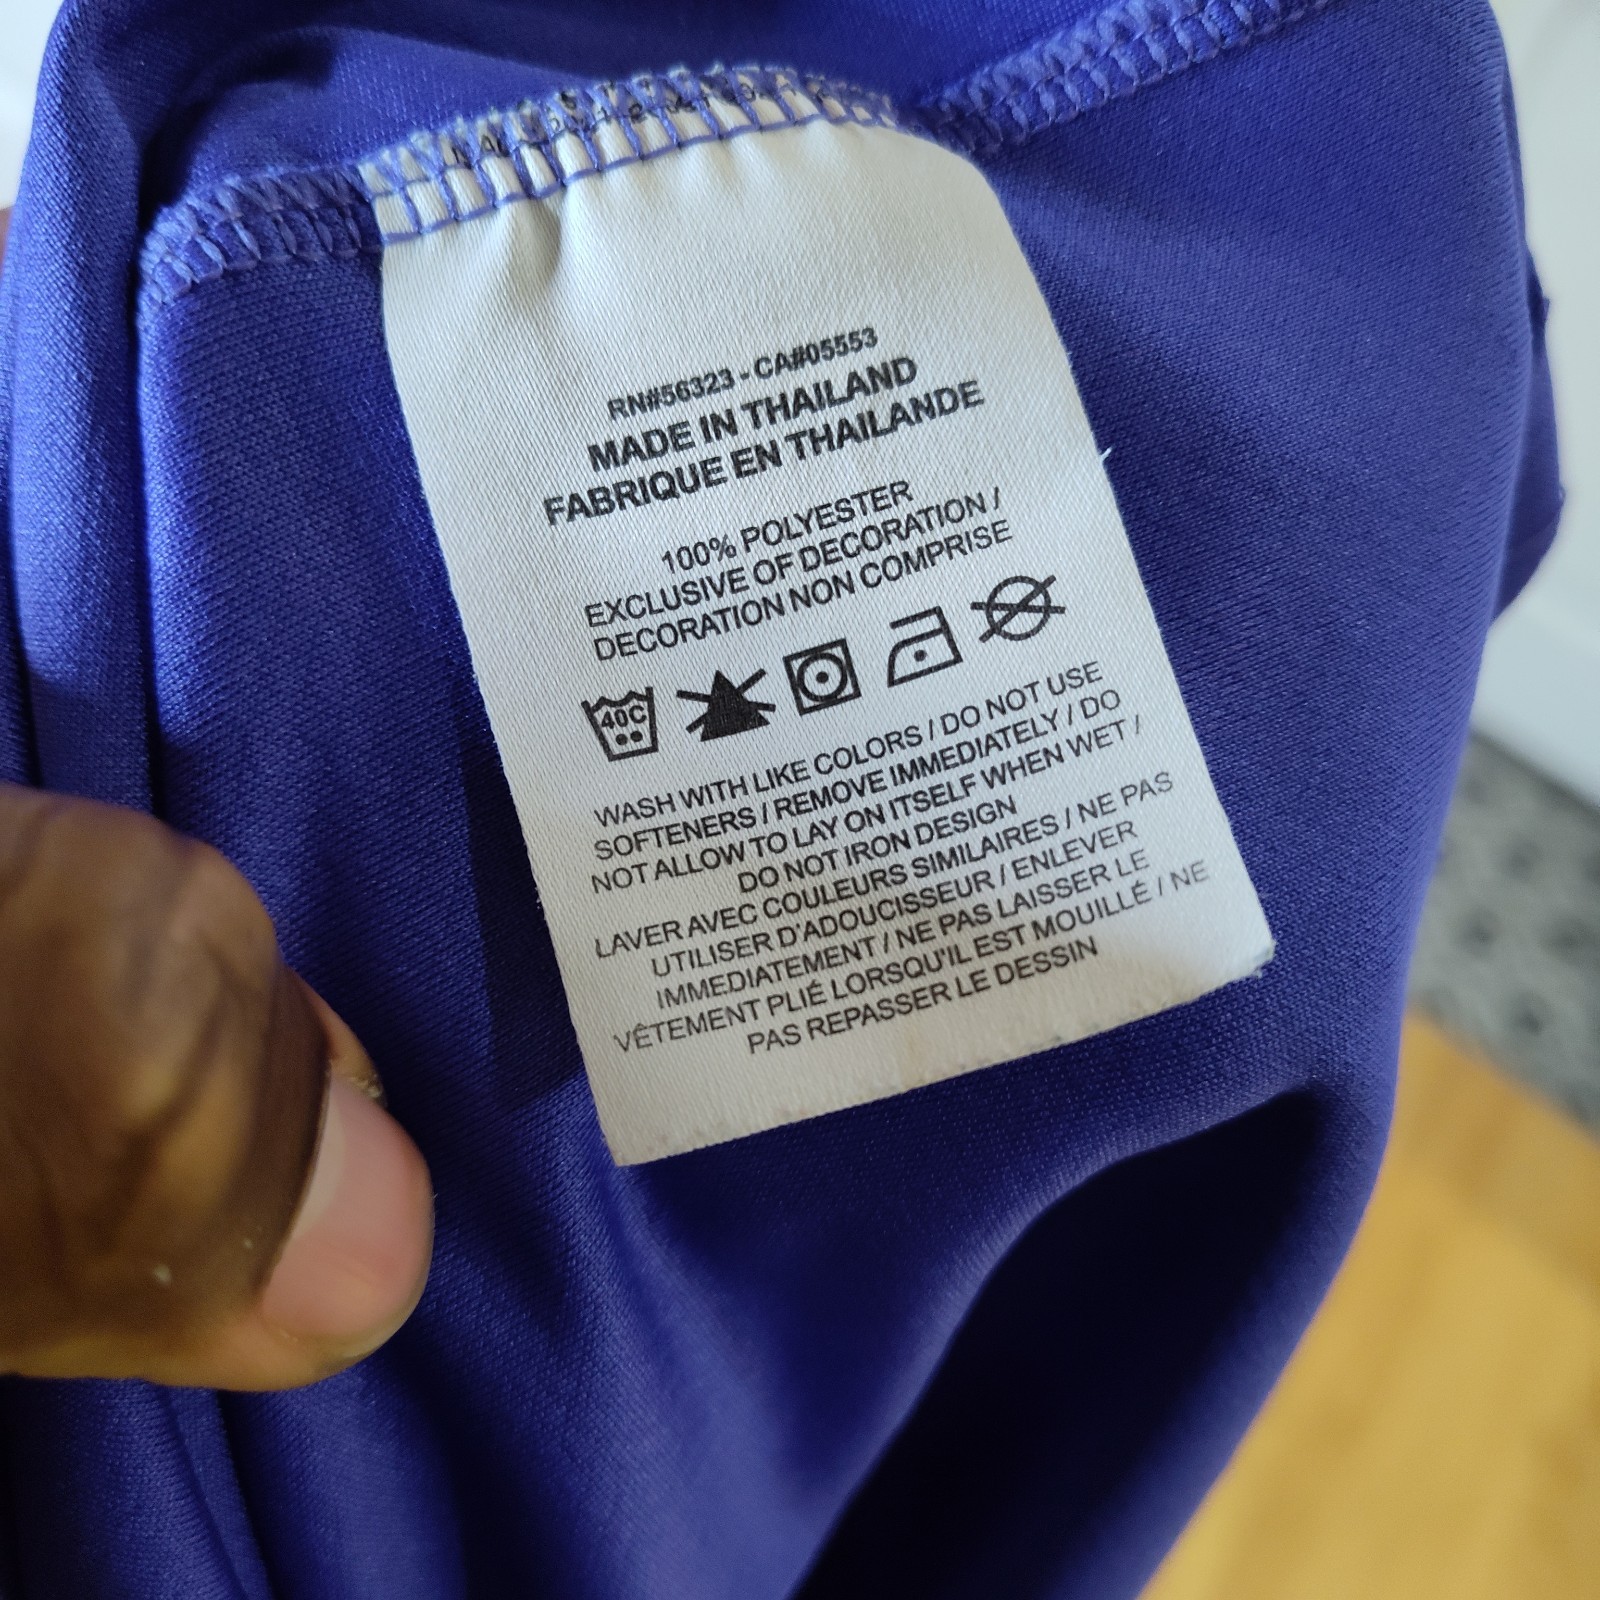 RN#56323 - CA#05553
MADE IN THAILAND
FABRIQUE EN THAILANDE
100% POLYESTER
EXCLUSIVE OF DECORATION /
DECORATION NON COMPRISE
40C
WASH WITH LIKE COLORS / DO NOT USE
SOFTENERS / REMOVE IMMEDIATELY / DO
NOT ALLOW TO LAY ON ITSELF WHEN WET /
DO NOT IRON DESIGN
LAVER AVEC COULEURS SIMILAIRES / NE PAS
UTILISER D'ADOUCISSEUR / ENLEVER
IMMEDIATEMENT / NE PAS LAISSER LE
VÊTEMENT PLIÉ LORSQU'IL EST MOUILLÉ / NE
PAS REPASSER LE DESSIN